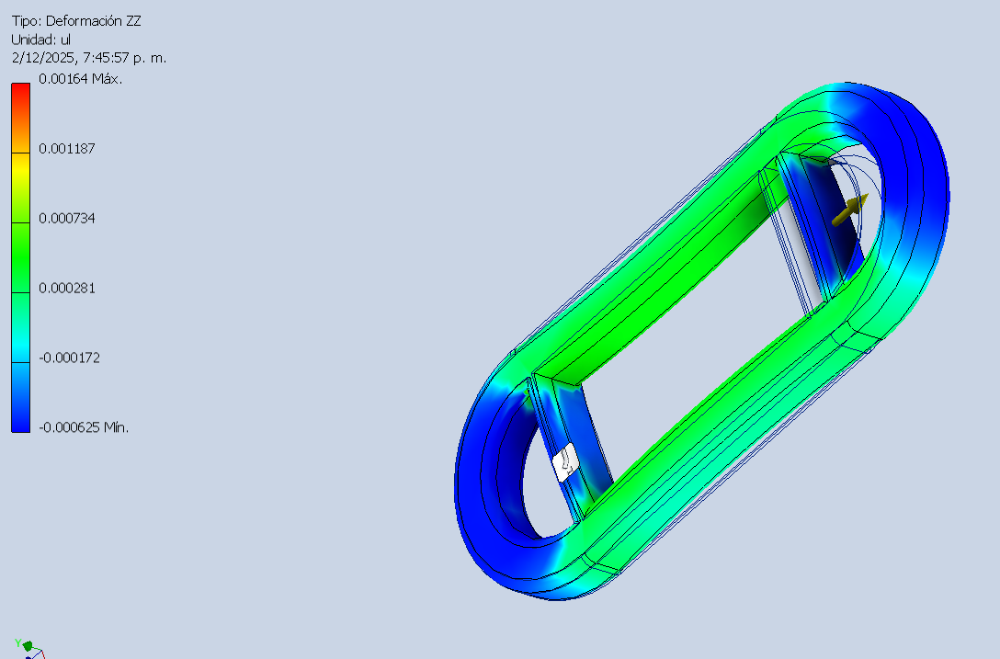 Tipo: Deformación ZZ
Unidad: ul
2/12/2025, 7:45:57 p. m.
0.00164 Máx.
0.001187
0.000734
0.000281
-0.000172
-0.000625 Mín.
Y